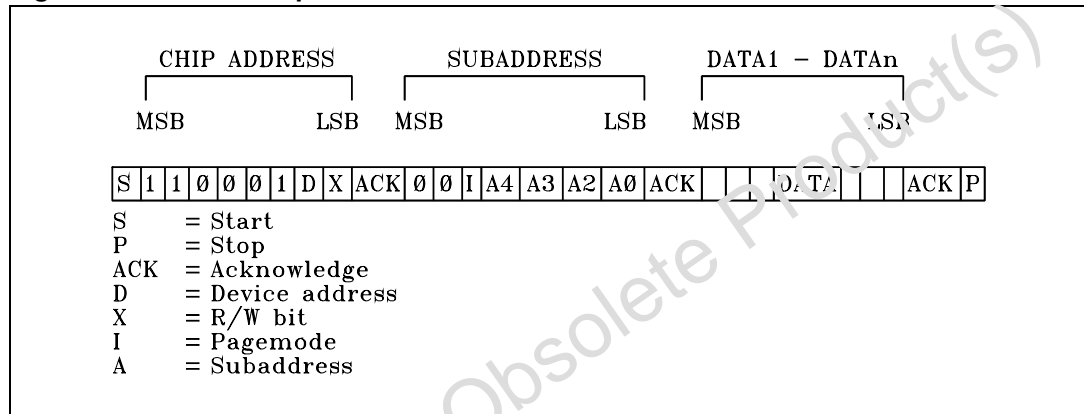 CHIP ADDRESS SUBADDRESS DATA1 - DATAn
MSB LSB MSB LSB MSB LSB
S 1 1 0 0 0 1 D X ACK 0 0 I A4 A3 A2 A0 ACK DATA ACK P
S = Start
P = Stop
ACK = Acknowledge
D = Device address
X = R/W bit
I = Pagemode
A = Subaddress
Obsolete Product(s)